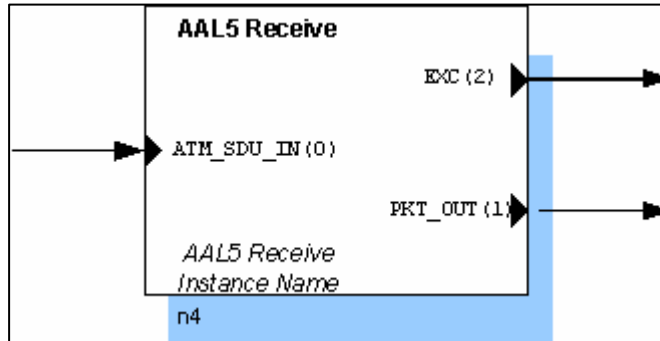 AAL5 Receive
EXC(2)
ATM_SDU_IN(0)
PKT_OUT(1)
AAL5 Receive
Instance Name
n4